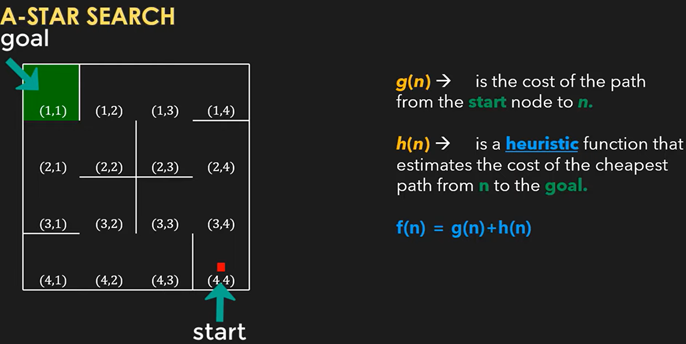 A-STAR SEARCH
goal
(1,1) (1,2) (1,3) (1,4)
(2,1) (2,2) (2,3) (2,4)
(3,1) (3,2) (3,3) (3,4)
(4,1) (4,2) (4,3) (4,4)
start
g(n) → is the cost of the path
from the start node to n.
h(n) → is a heuristic function that
estimates the cost of the cheapest
path from n to the goal.
f(n) = g(n)+h(n)